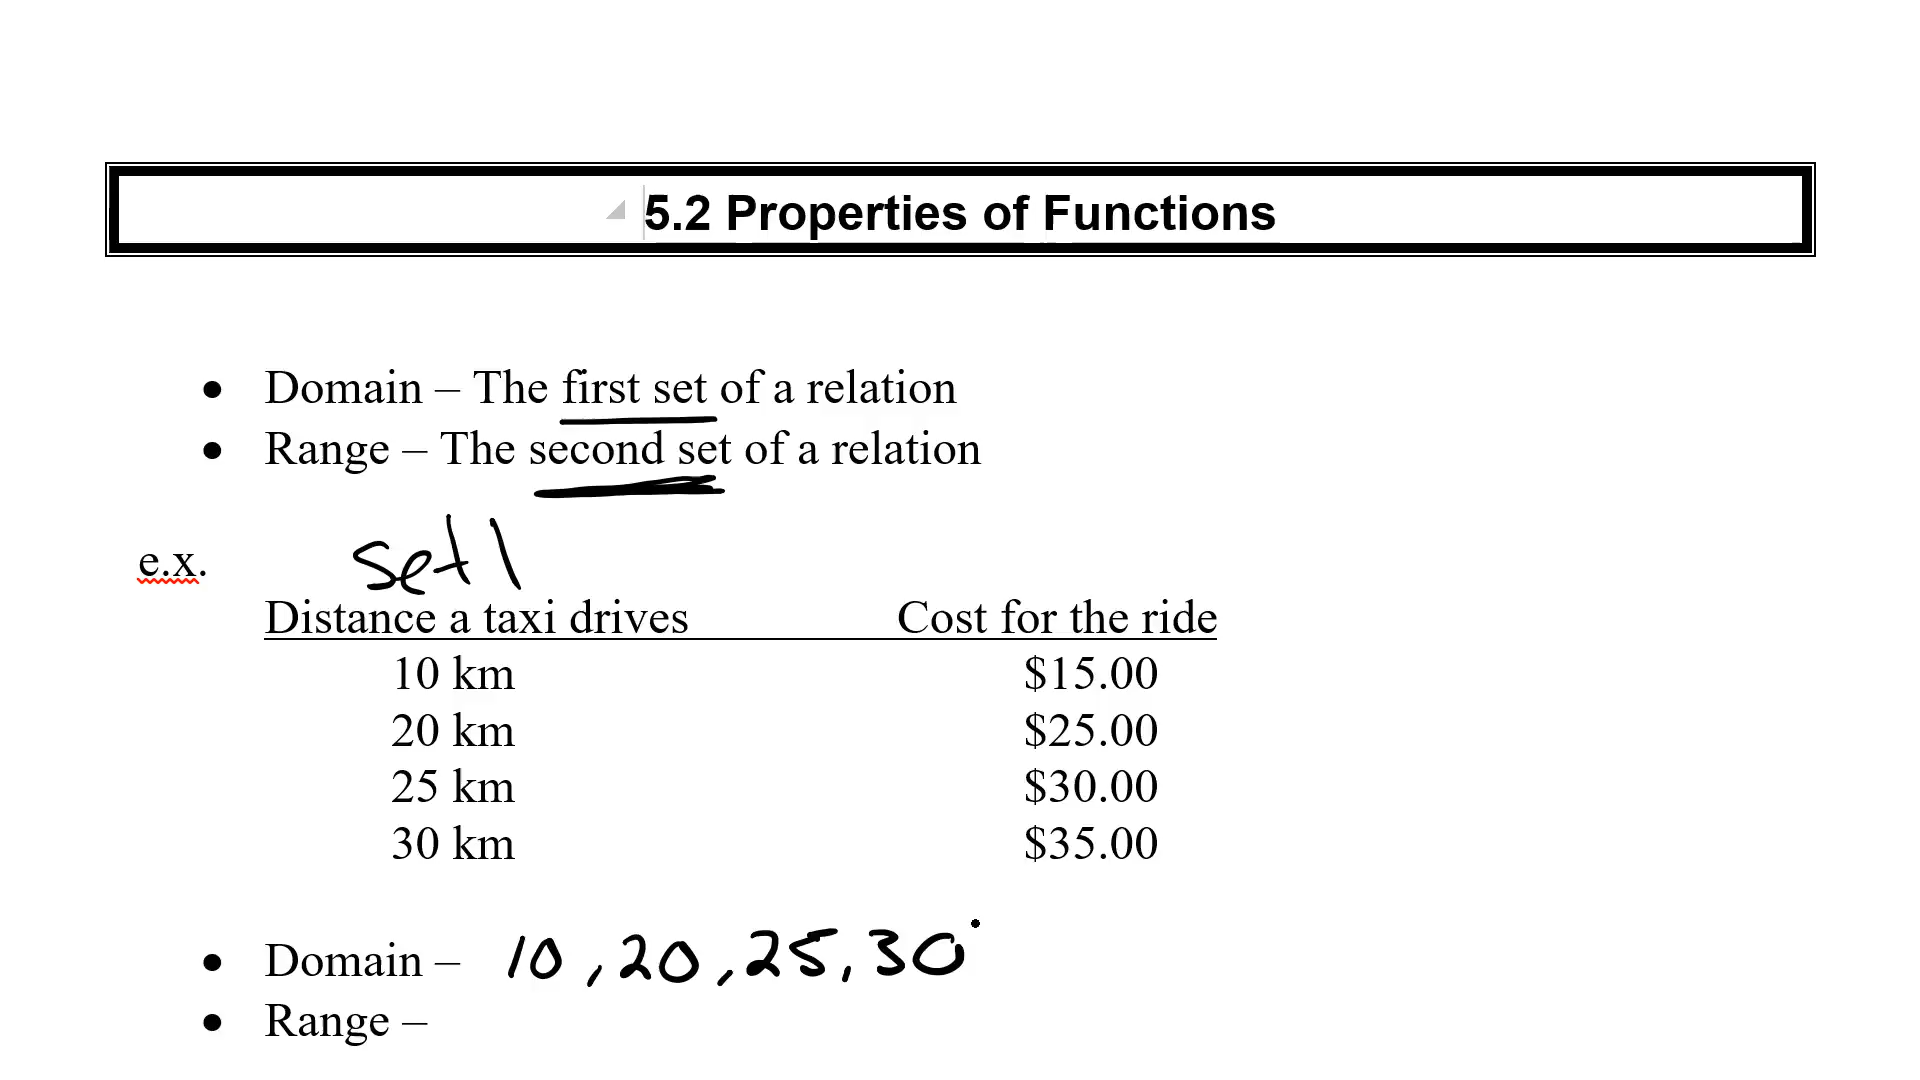 5.2 Properties of Functions
• Domain – The first set of a relation
• Range – The second set of a relation
set 1
e.x.
Distance a taxi drives Cost for the ride
10 km $15.00
20 km $25.00
25 km $30.00
30 km $35.00
• Domain – 10, 20, 25, 30
• Range –